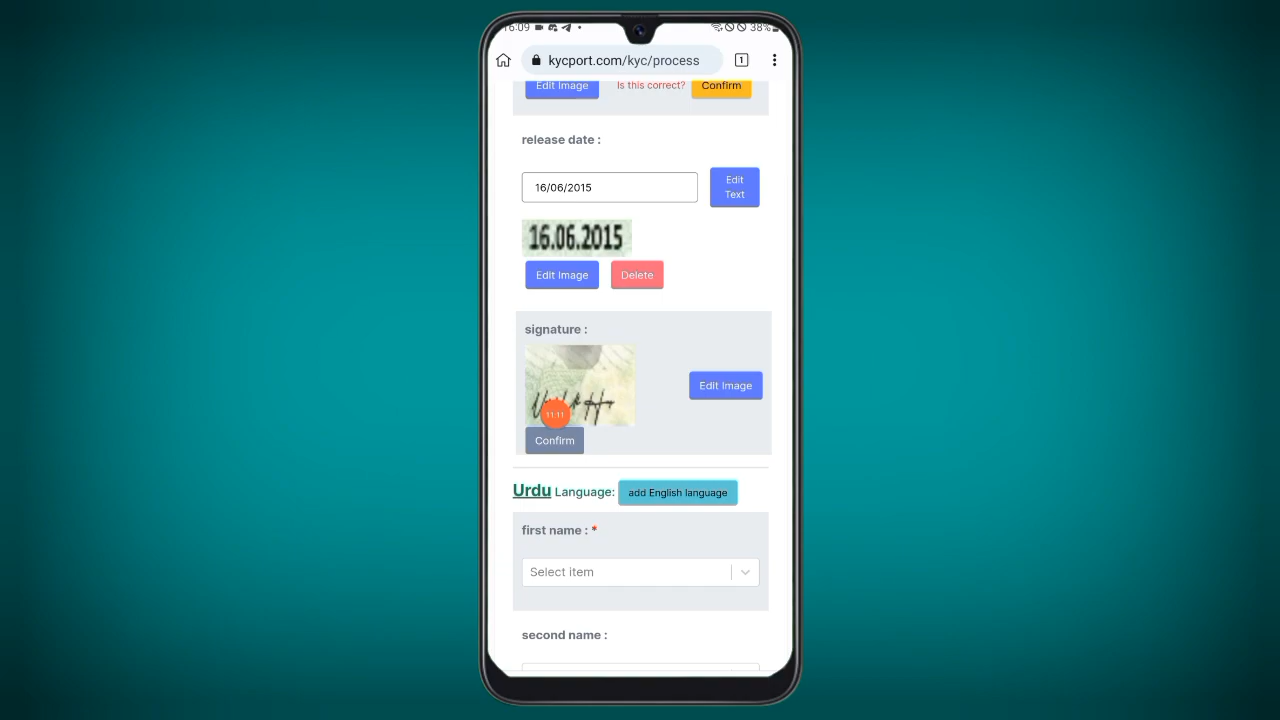 16:09 38%
kycport.com/kyc/process 1
Edit Image Is this correct? Confirm
release date :
16/06/2015 Edit Text
16.06.2015
Edit Image Delete
signature :
Edit Image
11:11
Confirm
Urdu Language: add English language
first name : *
Select item
second name :